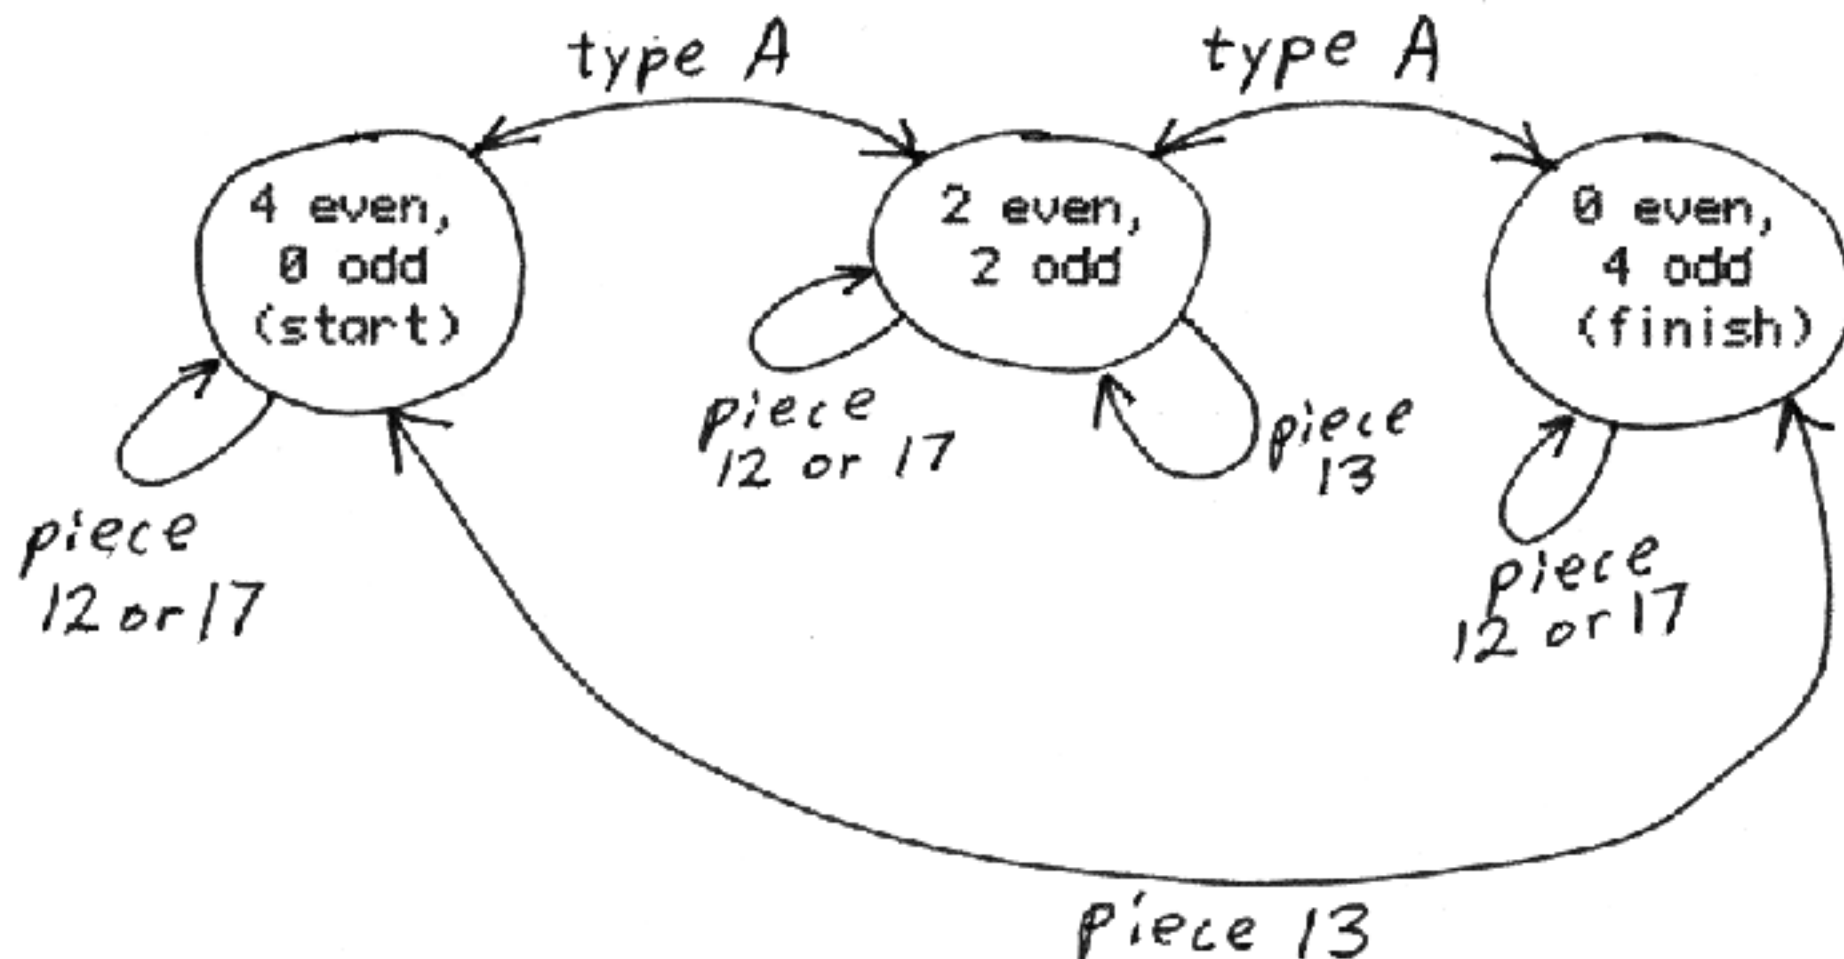 type A
type A
4 even,
0 odd
(start)
2 even,
2 odd
0 even,
4 odd
(finish)
piece
12 or 17
piece
12 or 17
piece
13
piece
12 or 17
piece 13